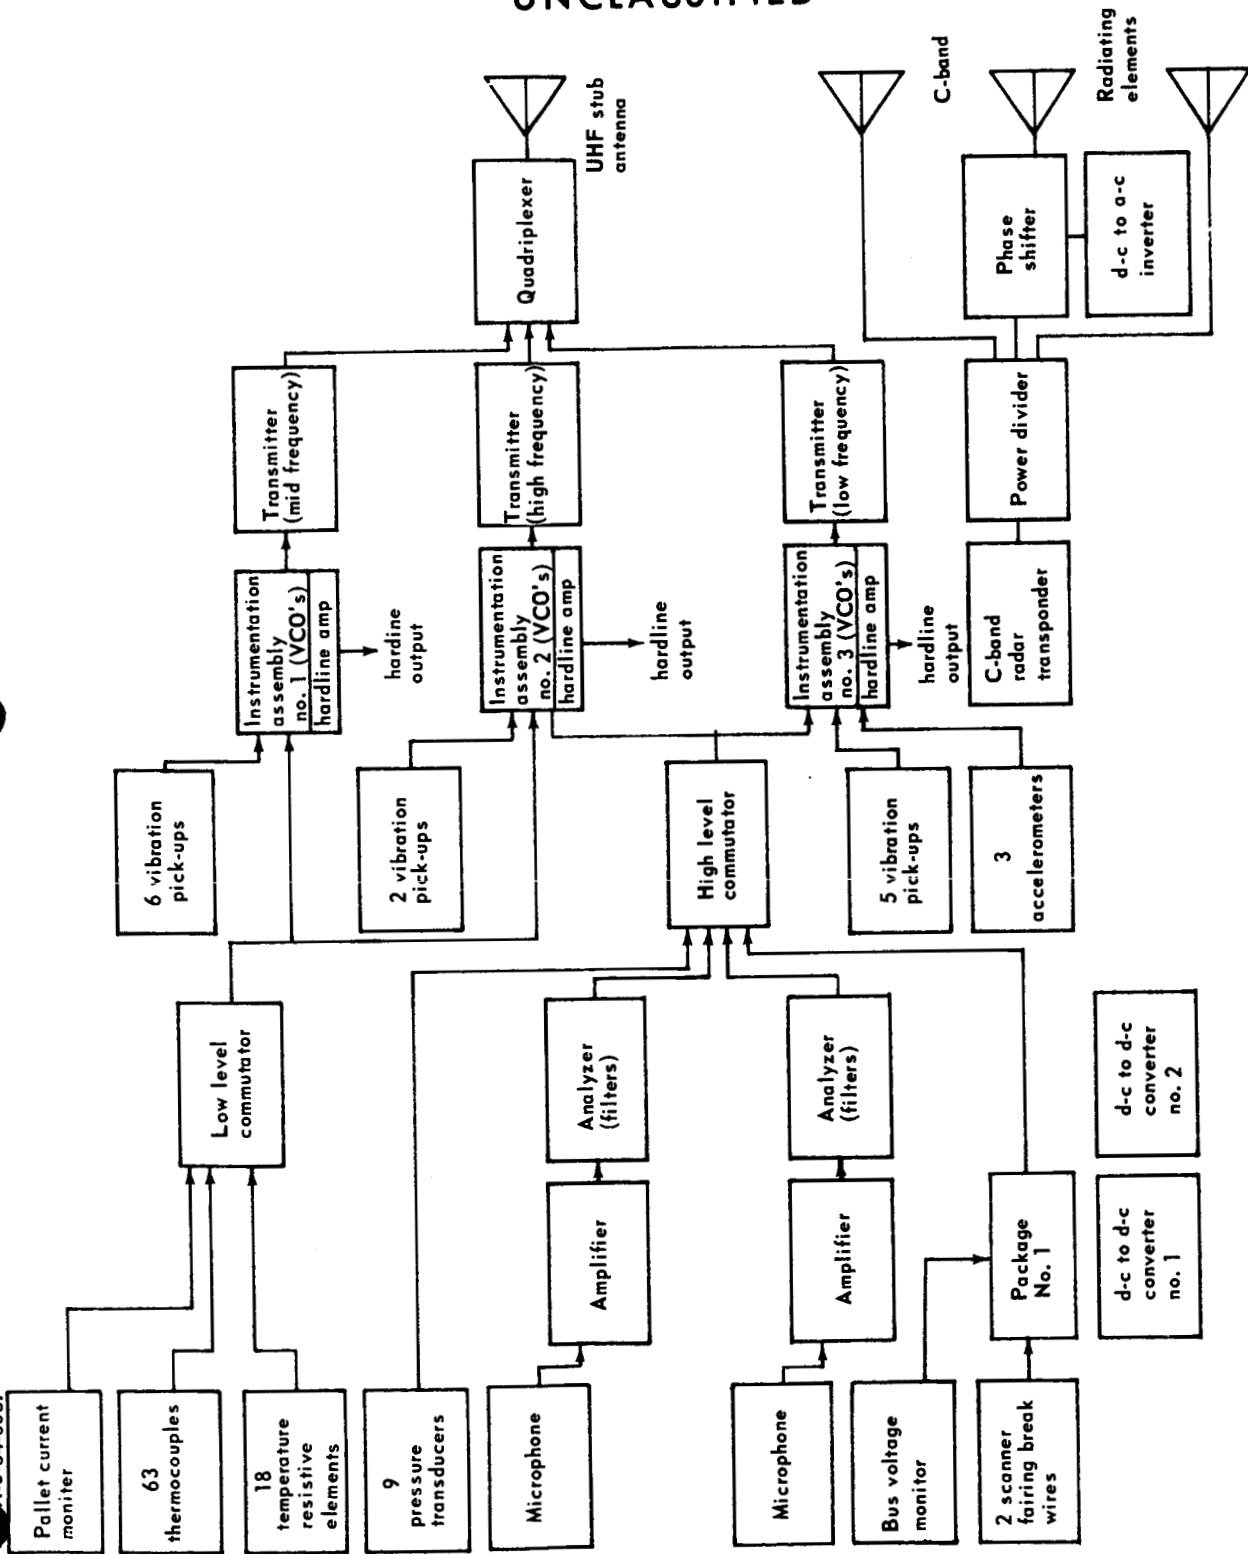 UNCLASSIFIED
Pallet current
moniter
63
thermocouples
18
temperature
resistive
elements
9
pressure
transducers
Microphone
Microphone
Bus voltage
monitor
2 scanner
fairing break
wires
Low level
commutator
Amplifier
Analyzer
(filters)
Amplifier
Analyzer
(filters)
Package
No. 1
d-c to d-c
converter
no. 1
d-c to d-c
converter
no. 2
6 vibration
pick-ups
2 vibration
pick-ups
High level
commutator
5 vibration
pick-ups
3
accelerometers
Instrumentation
assembly
no. 1 (VCO's)
hardline amp
hardine
output
Instrumentation
assembly
no. 2 (VCO's)
hardline amp
hardline
output
Instrumentation
assembly
no. 3 (VCO's)
hardline amp
hardline
output
C-band
radar
transponder
Transmitter
(mid frequency)
Transmitter
(high frequency)
Transmitter
(low frequency)
Power divider
Quadriplexer
UHF stub
antenna
Phase
shifter
d-c to a-c
inverter
C-band
Radiating
elements